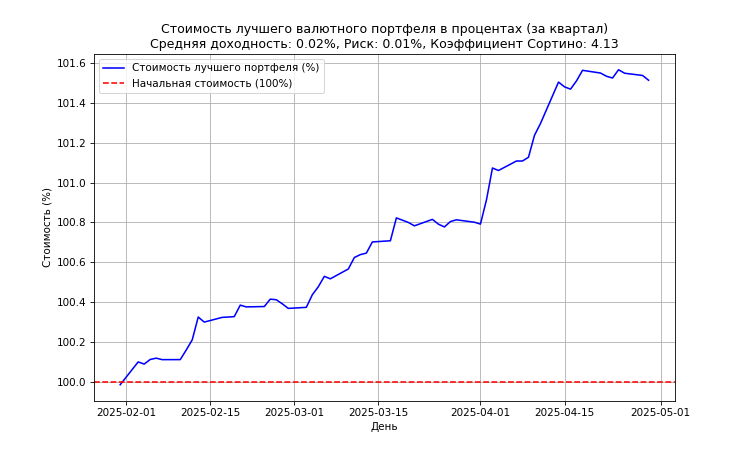 Стоимость лучшего валютного портфеля в процентах (за квартал)
Средняя доходность: 0.02%, Риск: 0.01%, Коэффициент Сортино: 4.13
Стоимость лучшего портфеля (%)
Начальная стоимость (100%)
Стоимость (%)
101.6
101.4
101.2
101.0
100.8
100.6
100.4
100.2
100.0
2025-02-01 2025-02-15 2025-03-01 2025-03-15 2025-04-01 2025-04-15 2025-05-01
День